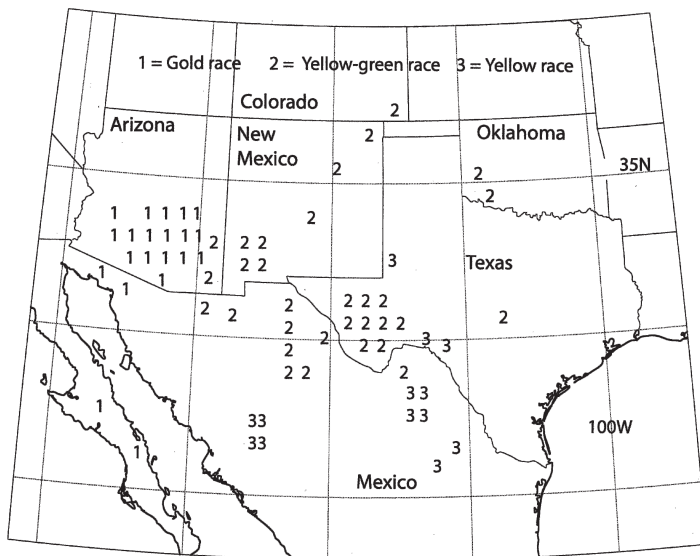 1 = Gold race 2 = Yellow-green race 3 = Yellow race
Colorado 2
Arizona New 2 Oklahoma
Mexico 35N
2 2
2
1 1 1 1 1 2
1 1 1 1 1 1 2 2 2
1 1 1 1 1 2 2 3 Texas
1 1 2
1
2 2 2 2 2 2
2 2 2 2 2 2
2 2 2 3 3
2
2 2 2
33
1 33
33 100W
1 33 3
3
Mexico